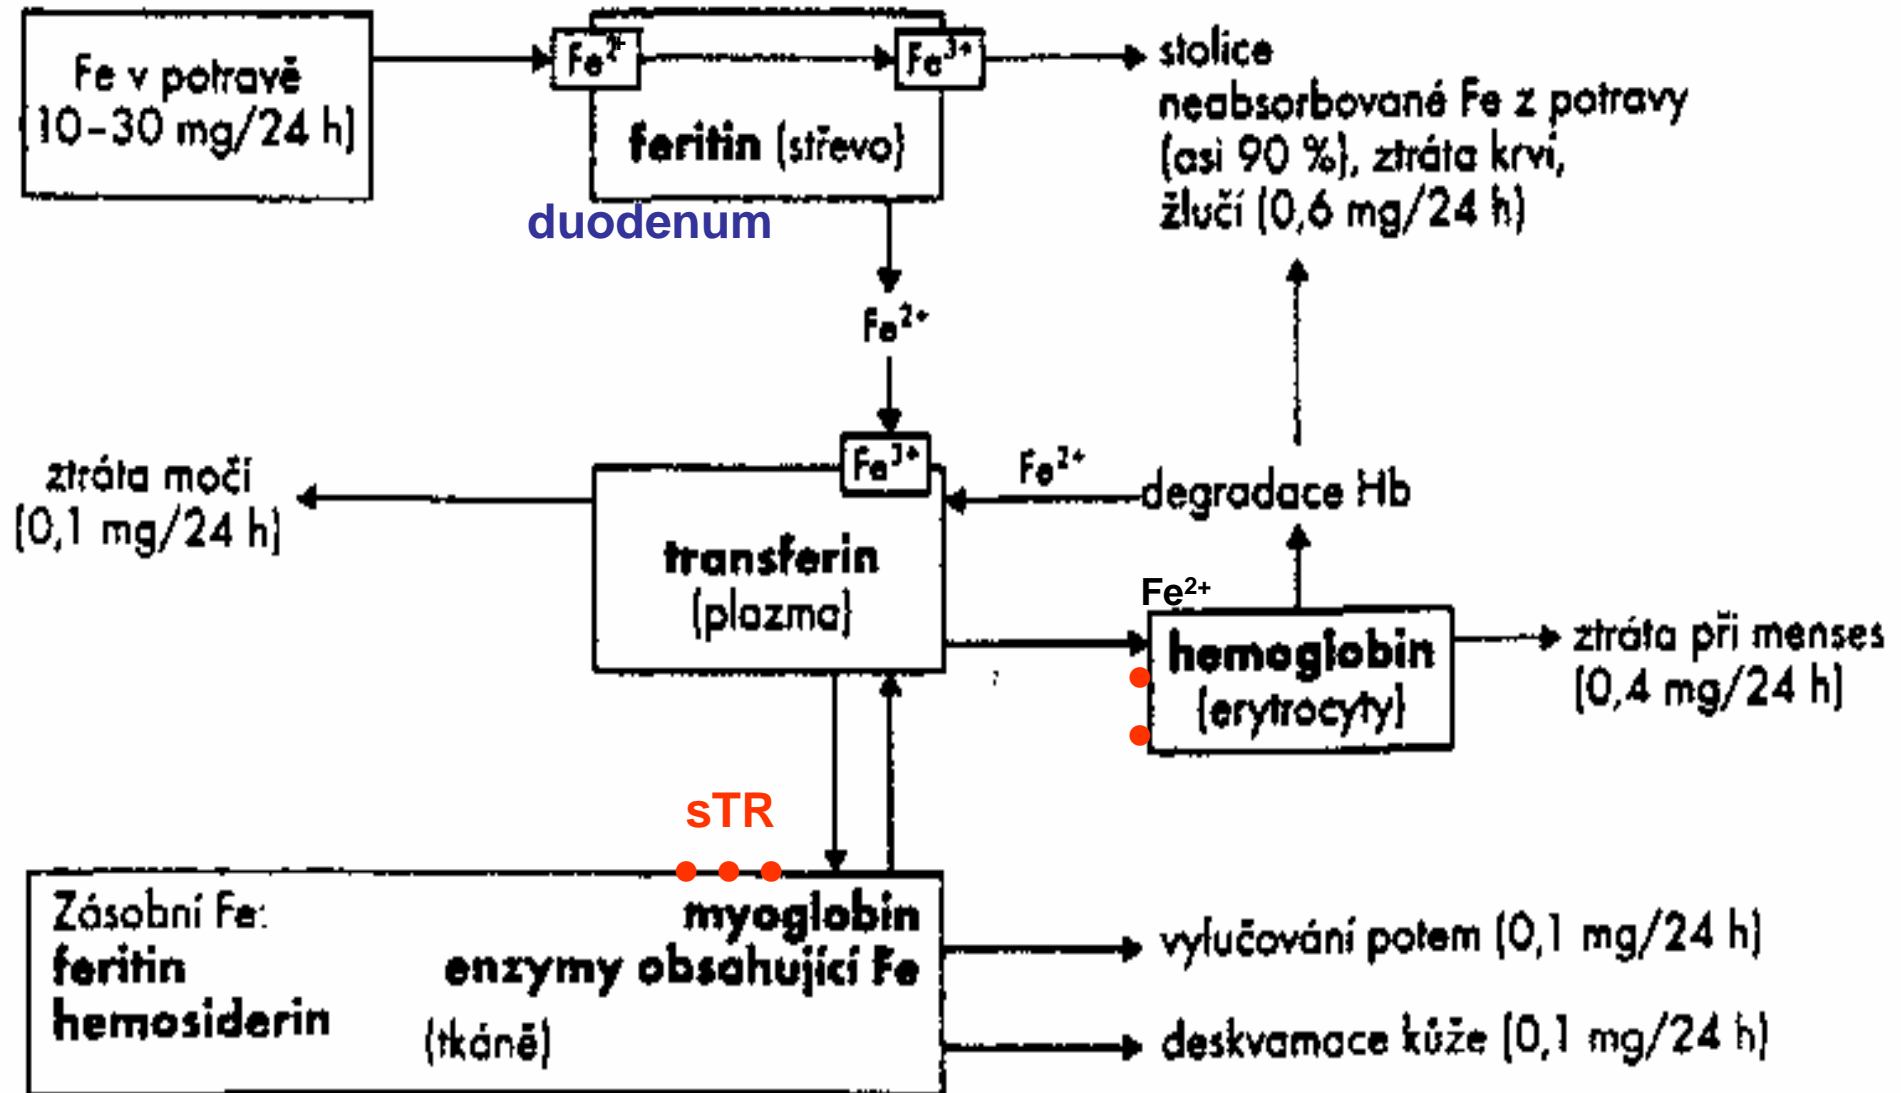 Fe v potravě
(10–30 mg/24 h)
Fe2+
Fe3+
feritin (střevo)
duodenum
stolice
neabsorbované Fe z potravy
(asi 90 %), ztráta krví,
žlučí (0,6 mg/24 h)
Fe2+
Fe3+
Fe2+
degradace Hb
ztráta močí
(0,1 mg/24 h)
transferin
(plazma)
Fe2+
hemoglobin
(erytrocyty)
ztráta při menses
(0,4 mg/24 h)
sTR
Zásobní Fe:
feritin
hemosiderin
myoglobin
enzymy obsahující Fe
(tkáně)
vylučování potem (0,1 mg/24 h)
deskvamace kůže (0,1 mg/24 h)